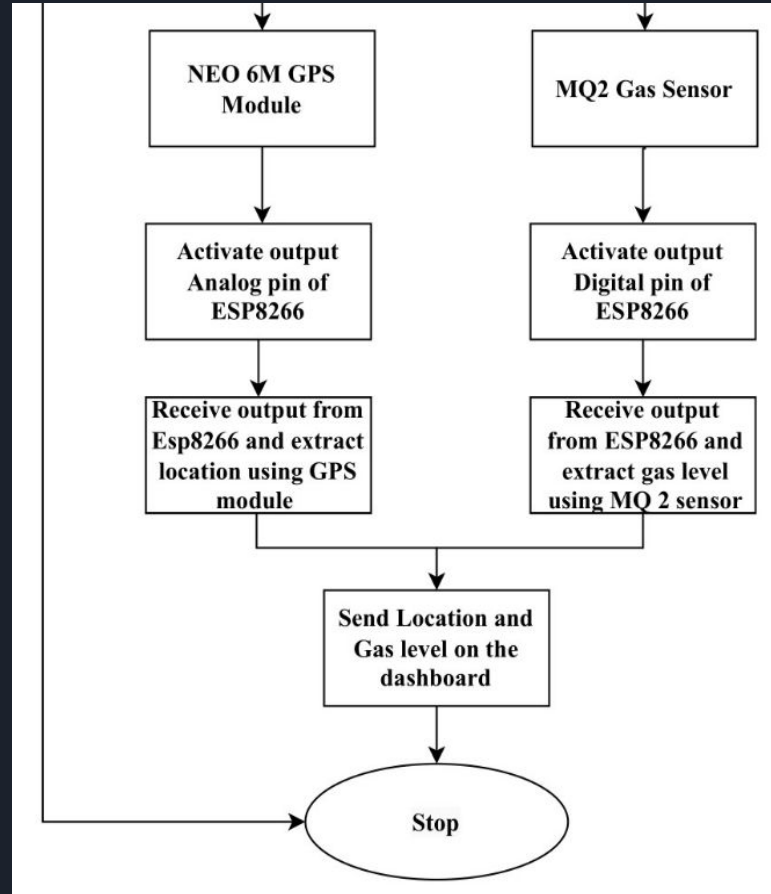 NEO 6M GPS
Module
MQ2 Gas Sensor
Activate output
Analog pin of
ESP8266
Activate output
Digital pin of
ESP8266
Receive output from
Esp8266 and extract
location using GPS
module
Receive output
from ESP8266 and
extract gas level
using MQ 2 sensor
Send Location and
Gas level on the
dashboard
Stop